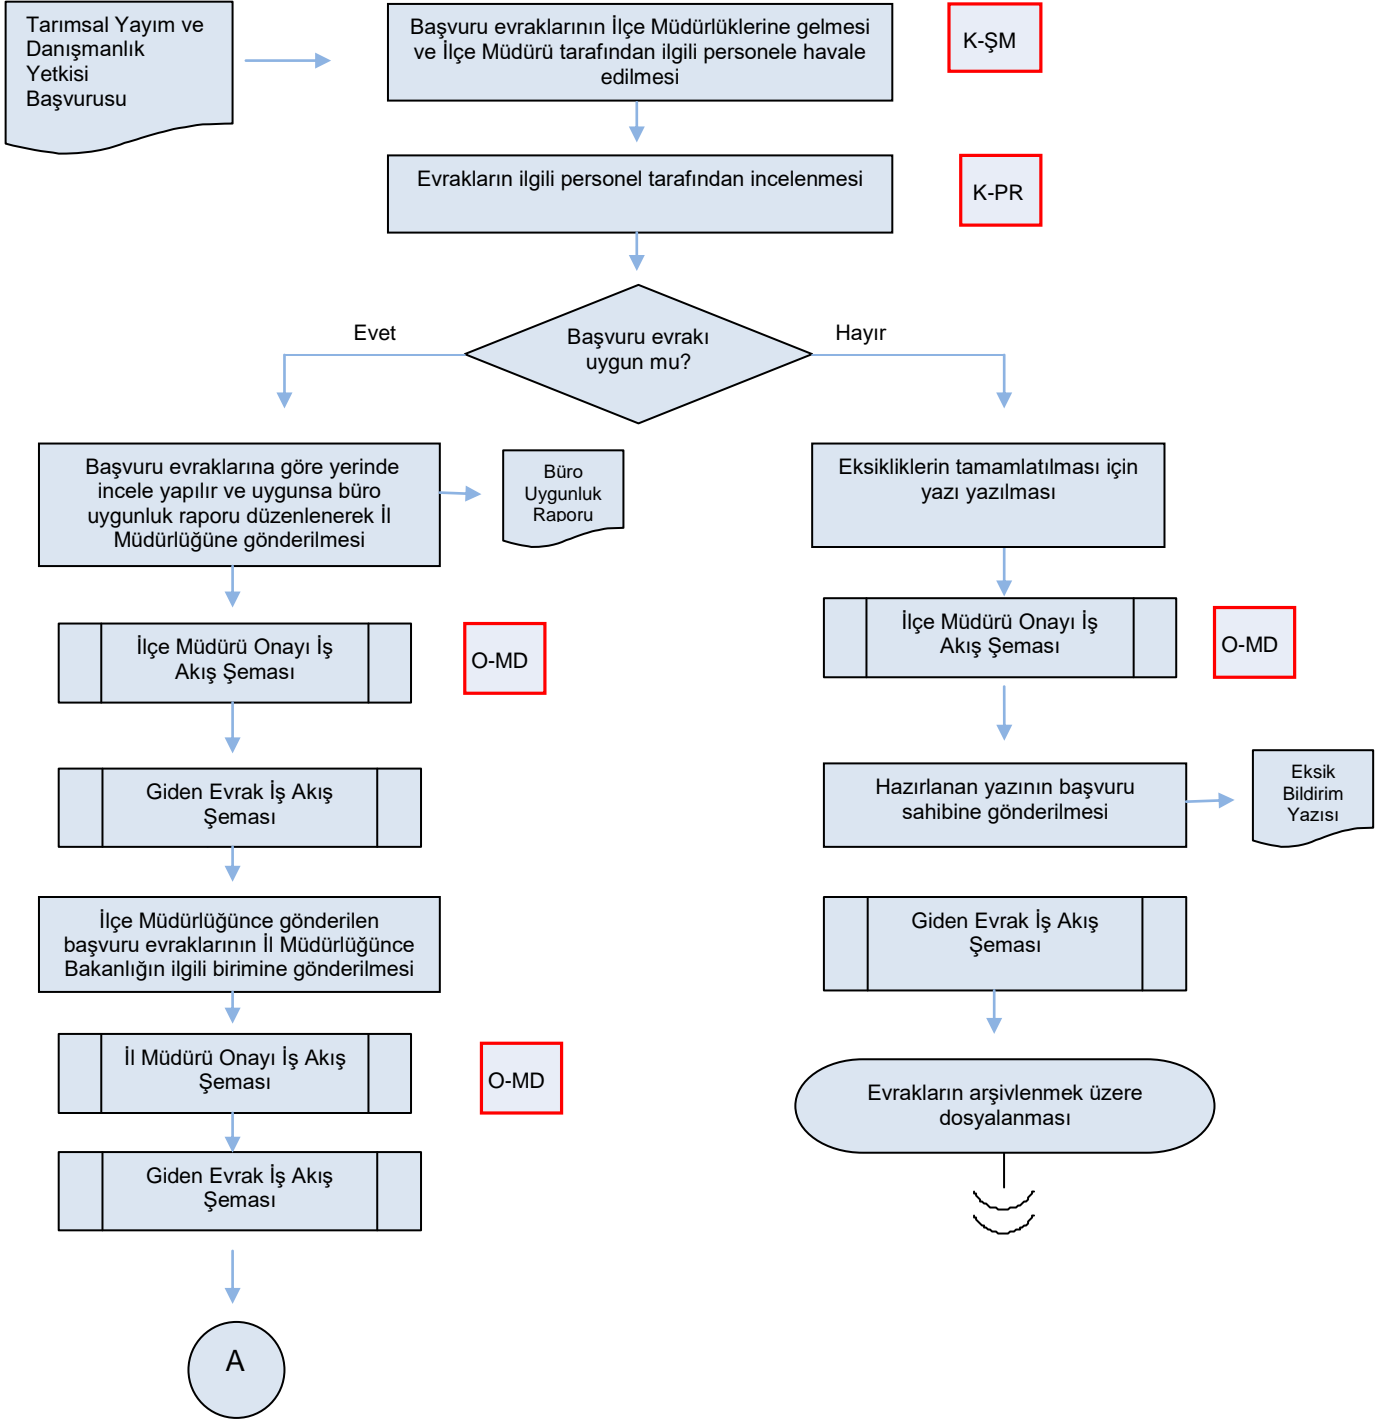 Tarımsal Yayım ve
Danışmanlık
Yetkisi
Başvurusu
Başvuru evraklarının İlçe Müdürlüklerine gelmesi
ve İlçe Müdürü tarafından ilgili personele havale
edilmesi
K-ŞM
Evrakların ilgili personel tarafından incelenmesi
K-PR
Evet
Başvuru evrakı
uygun mu?
Hayır
Başvuru evraklarına göre yerinde
incele yapılır ve uygunsa büro
uygunluk raporu düzenlenerek İl
Müdürlüğüne gönderilmesi
Büro
Uygunluk
Raporu
Eksikliklerin tamamlatılması için
yazı yazılması
İlçe Müdürü Onayı İş
Akış Şeması
O-MD
İlçe Müdürü Onayı İş
Akış Şeması
O-MD
Giden Evrak İş Akış
Şeması
Hazırlanan yazının başvuru
sahibine gönderilmesi
Eksik
Bildirim
Yazısı
İlçe Müdürlüğünce gönderilen
başvuru evraklarının İl Müdürlüğünce
Bakanlığın ilgili birimine gönderilmesi
Giden Evrak İş Akış
Şeması
İl Müdürü Onayı İş Akış
Şeması
O-MD
Evrakların arşivlenmek üzere
dosyalanması
Giden Evrak İş Akış
Şeması
A